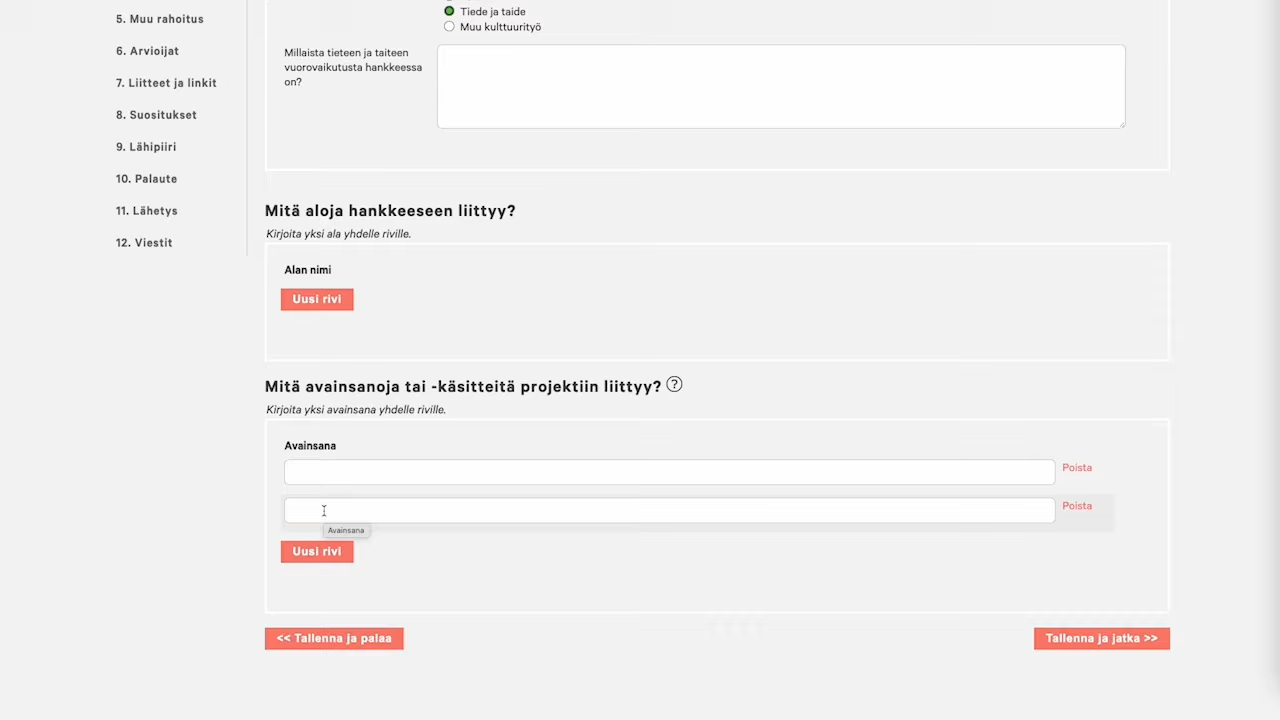 5. Muu rahoitus
6. Arvioijat
7. Liitteet ja linkit
8. Suositukset
9. Lähipiiri
10. Palaute
11. Lähetys
12. Viestit
Tiede ja taide
Muu kulttuurityö
Millaista tieteen ja taiteen
vuorovaikutusta hankkeessa
on?
Mitä aloja hankkeeseen liittyy?
Kirjoita yksi ala yhdelle riville.
Alan nimi
Uusi rivi
Mitä avainsanoja tai -käsitteitä projektiin liittyy? ?
Kirjoita yksi avainsana yhdelle riville.
Avainsana
Poista
Poista
Avainsana
Uusi rivi
<< Tallenna ja palaa
Tallenna ja jatka >>